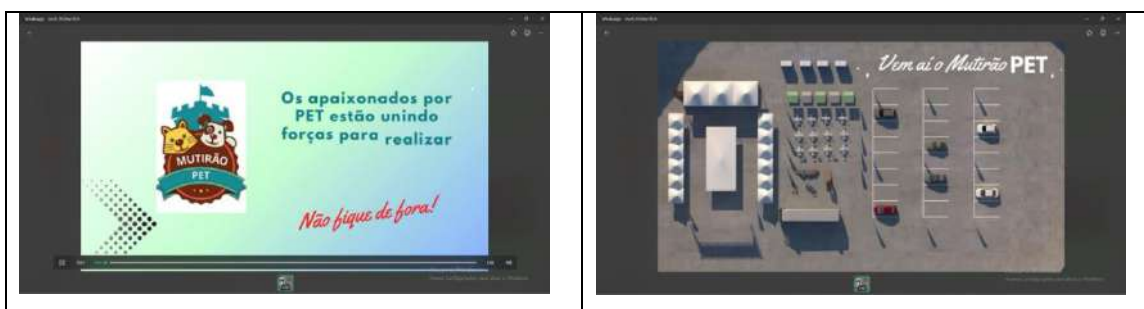 Os apaixonados por
PET estão unindo
forças para realizar
MUTIRÃO
PET
Não fique de fora!
Vem aí o Mutirão PET